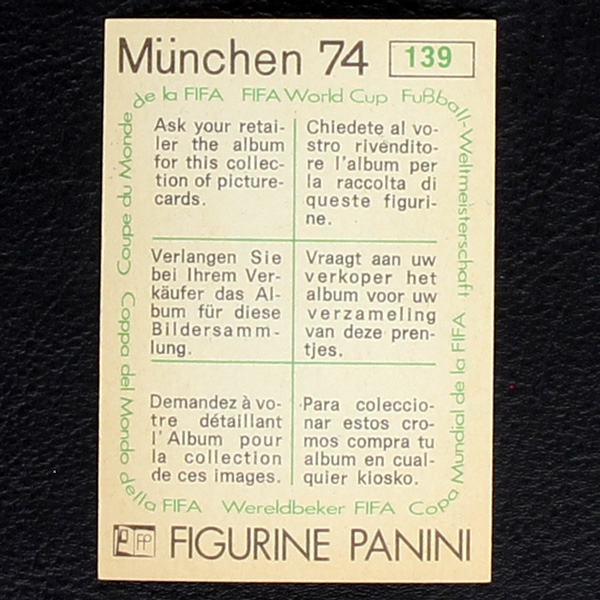 München 74 139
de la FIFA FIFA World Cup Fußball-Weltmeisterschaft
Coupe du Monde
Ask your retai-
ler the album
for this collec-
tion of picture-
cards.
Chiedete al vo-
stro rivendito-
re l'album per
la raccolta di
queste figuri-
ne.
Verlangen Sie
bei Ihrem Ver-
käufer das Al-
bum für diese
Bildersamm-
lung.
Vraagt aan uw
verkoper het
album voor uw
verzameling
van deze pren-
tjes.
Demandez à vo-
tre détaillant
l'Album pour
la collection
de ces images.
Para coleccio-
nar estos cro-
mos compra tu
album en cual-
quier kiosko.
Coppa del Mondo
della FIFA Wereldbeker FIFA Copa Mundial de la FIFA
FP FIGURINE PANINI